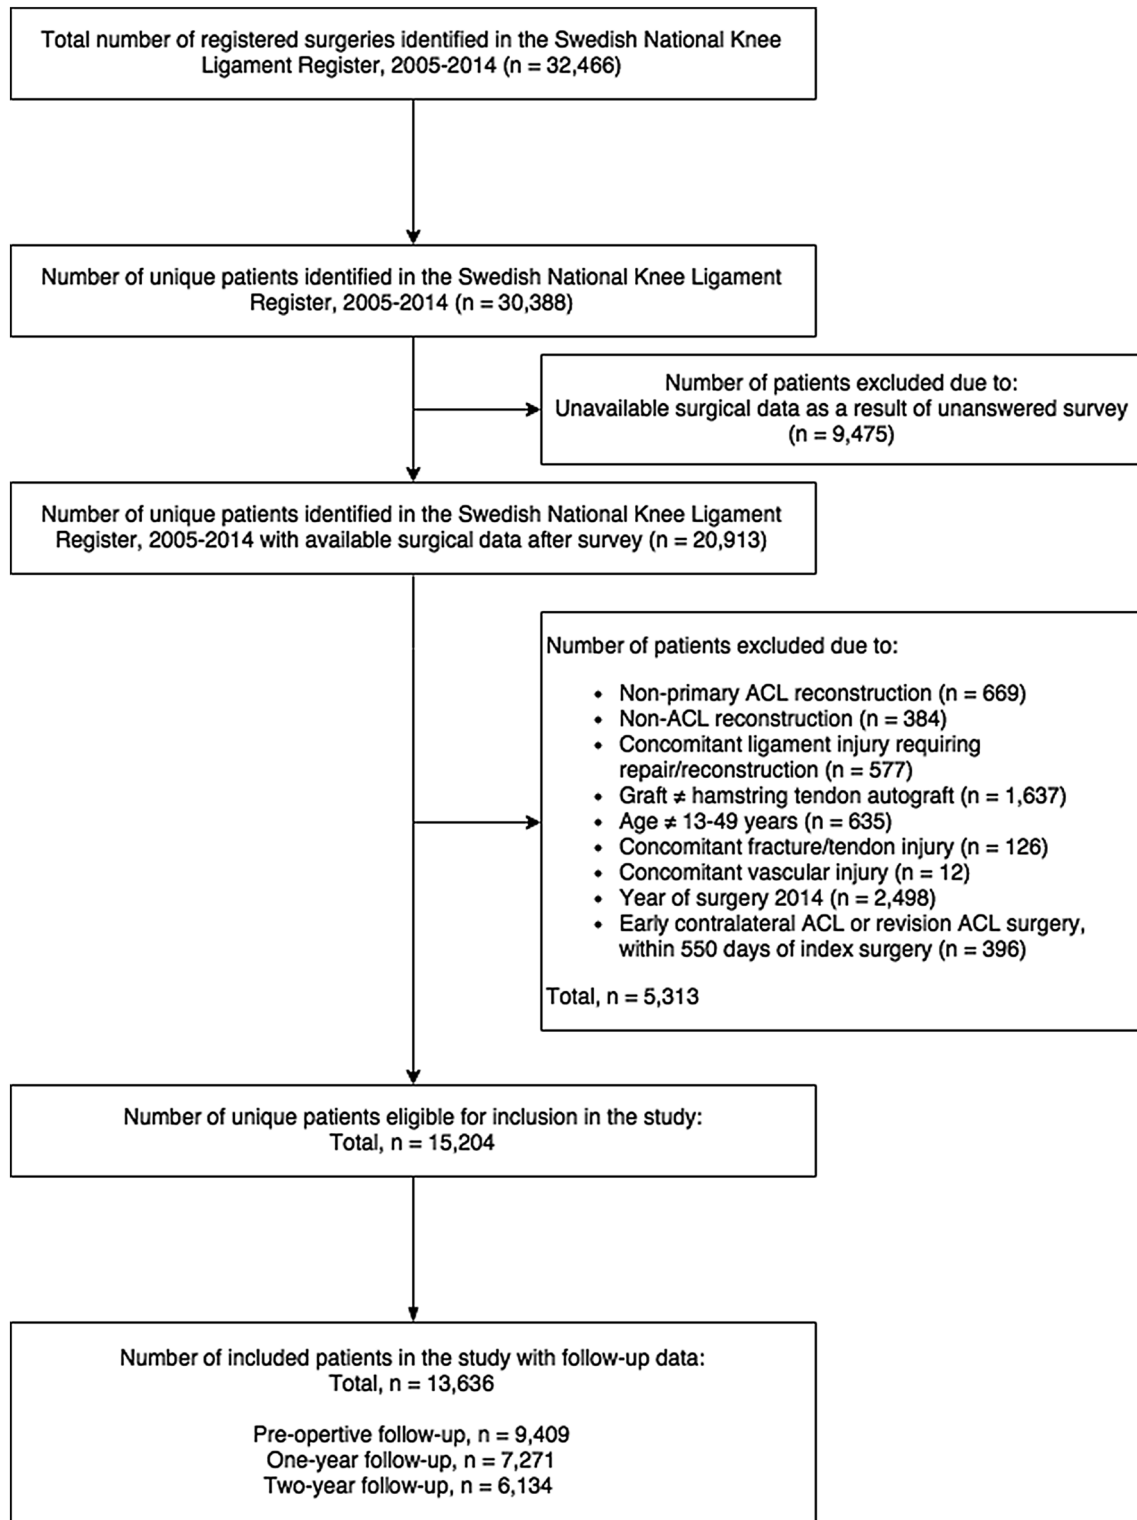 Total number of registered surgeries identified in the Swedish National Knee
Ligament Register, 2005-2014 (n = 32,466)
Number of unique patients identified in the Swedish National Knee Ligament
Register, 2005-2014 (n = 30,388)
Number of patients excluded due to:
Unavailable surgical data as a result of unanswered survey
(n = 9,475)
Number of unique patients identified in the Swedish National Knee Ligament
Register, 2005-2014 with available surgical data after survey (n = 20,913)
Number of patients excluded due to:
• Non-primary ACL reconstruction (n = 669)
• Non-ACL reconstruction (n = 384)
• Concomitant ligament injury requiring
repair/reconstruction (n = 577)
• Graft ≠ hamstring tendon autograft (n = 1,637)
• Age ≠ 13-49 years (n = 635)
• Concomitant fracture/tendon injury (n = 126)
• Concomitant vascular injury (n = 12)
• Year of surgery 2014 (n = 2,498)
• Early contralateral ACL or revision ACL surgery,
within 550 days of index surgery (n = 396)
Total, n = 5,313
Number of unique patients eligible for inclusion in the study:
Total, n = 15,204
Number of included patients in the study with follow-up data:
Total, n = 13,636
Pre-opertive follow-up, n = 9,409
One-year follow-up, n = 7,271
Two-year follow-up, n = 6,134